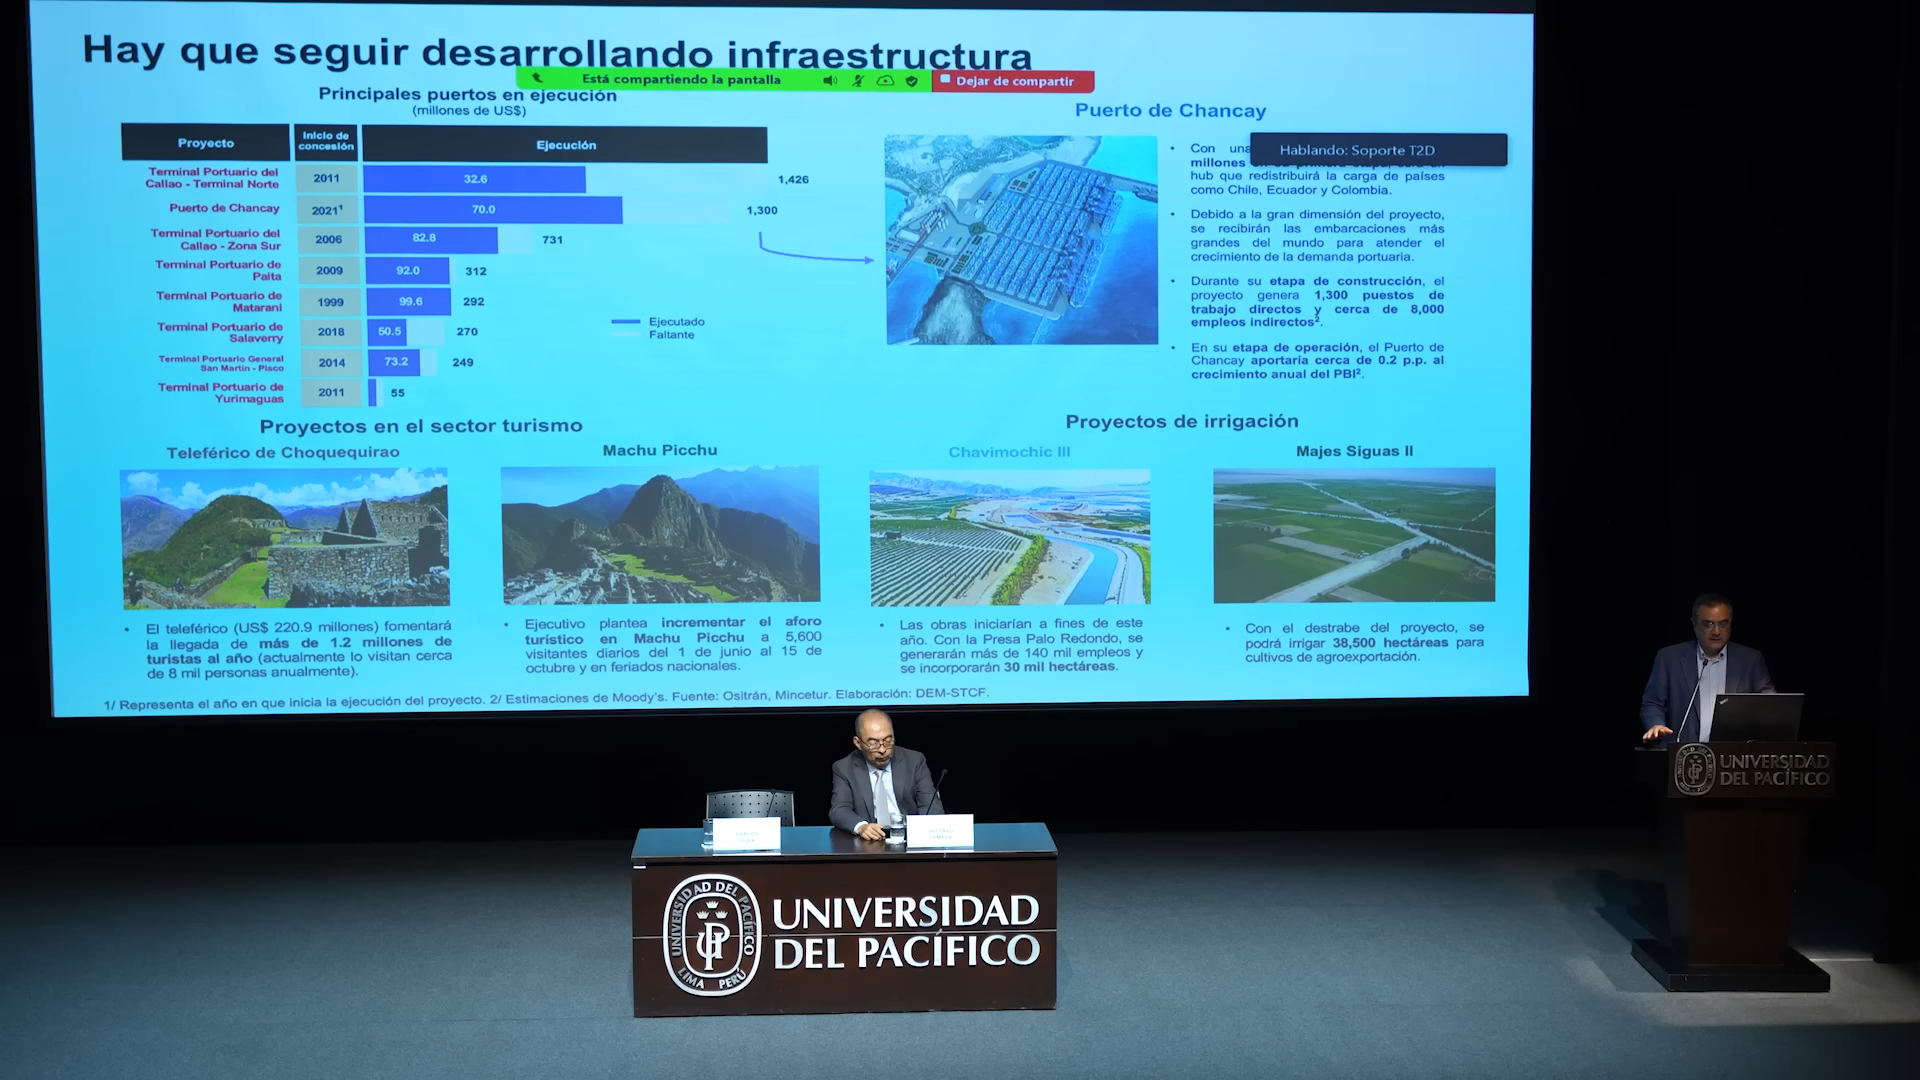 Hay que seguir desarrollando infraestructura
Está compartiendo la pantalla
Dejar de compartir
Principales puertos en ejecución
(millones de US$)
Proyecto
Inicio de
concesión
Ejecución
Terminal Portuario del
Callao - Terminal Norte
2011
32.6
1,426
Puerto de Chancay
2021¹
70.0
1,300
Terminal Portuario del
Callao - Zona Sur
2006
82.8
731
Terminal Portuario de
Paita
2009
92.0
312
Terminal Portuario de
Matarani
1999
99.6
292
Terminal Portuario de
Salaverry
2018
50.5
270
Terminal Portuario General
San Martín - Pisco
2014
73.2
249
Terminal Portuario de
Yurimaguas
2011
55
Ejecutado
Faltante
Puerto de Chancay
Hablando: Soporte T2D
• Con una
millones
hub que redistribuirá la carga de países
como Chile, Ecuador y Colombia.
• Debido a la gran dimensión del proyecto,
se recibirán las embarcaciones más
grandes del mundo para atender el
crecimiento de la demanda portuaria.
• Durante su etapa de construcción, el
proyecto genera 1,300 puestos de
trabajo directos y cerca de 8,000
empleos indirectos².
• En su etapa de operación, el Puerto de
Chancay aportaría cerca de 0.2 p.p. al
crecimiento anual del PBI².
Proyectos en el sector turismo
Teleférico de Choquequirao
• El teleférico (US$ 220.9 millones) fomentará
la llegada de más de 1.2 millones de
turistas al año (actualmente lo visitan cerca
de 8 mil personas anualmente).
Machu Picchu
• Ejecutivo plantea incrementar el aforo
turístico en Machu Picchu a 5,600
visitantes diarios del 1 de junio al 15 de
octubre y en feriados nacionales.
Proyectos de irrigación
Chavimochic III
• Las obras iniciarían a fines de este
año. Con la Presa Palo Redondo, se
generarán más de 140 mil empleos y
se incorporarán 30 mil hectáreas.
Majes Siguas II
• Con el destrabe del proyecto, se
podrá irrigar 38,500 hectáreas para
cultivos de agroexportación.
1/ Representa el año en que inicia la ejecución del proyecto. 2/ Estimaciones de Moody's. Fuente: Ositrán, Mincetur. Elaboración: DEM-STCF.
UNIVERSIDAD
DEL PACÍFICO
UNIVERSIDAD DEL PACÍFICO
LIMA PERÚ
UNIVERSIDAD
DEL PACÍFICO